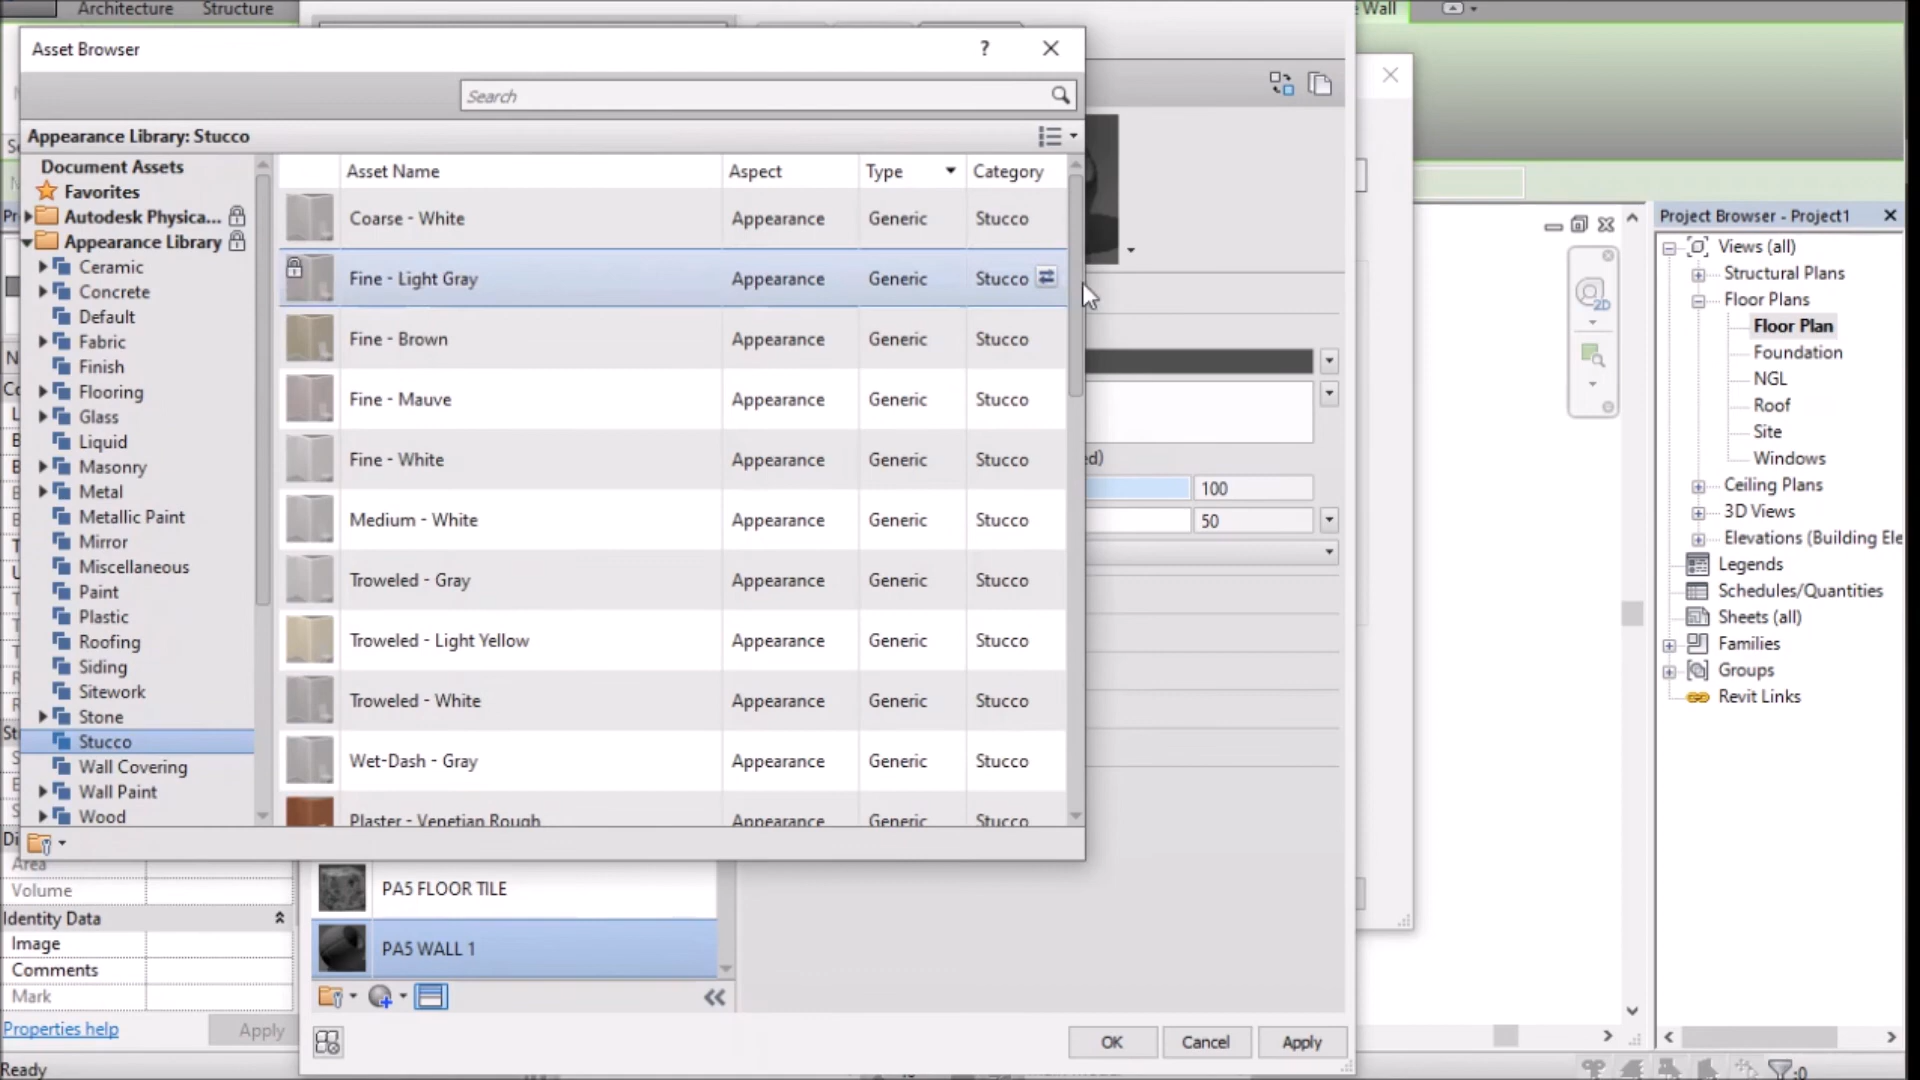 Architecture Structure
Wall
Asset Browser
?
Search
Appearance Library: Stucco
Document Assets
Favorites
Autodesk Physica...
Appearance Library
Ceramic
Concrete
Default
Fabric
Finish
Flooring
Glass
Liquid
Masonry
Metal
Metallic Paint
Mirror
Miscellaneous
Paint
Plastic
Roofing
Siding
Sitework
Stone
Stucco
Wall Covering
Wall Paint
Wood
Asset Name Aspect Type Category
Coarse - White Appearance Generic Stucco
Fine - Light Gray Appearance Generic Stucco
Fine - Brown Appearance Generic Stucco
Fine - Mauve Appearance Generic Stucco
Fine - White Appearance Generic Stucco
Medium - White Appearance Generic Stucco
Troweled - Gray Appearance Generic Stucco
Troweled - Light Yellow Appearance Generic Stucco
Troweled - White Appearance Generic Stucco
Wet-Dash - Gray Appearance Generic Stucco
Plaster - Venetian Rough Appearance Generic Stucco
100
50
2D
PA5 FLOOR TILE
PA5 WALL 1
OK Cancel Apply
Area
Volume
Identity Data
Image
Comments
Mark
Properties help Apply
Ready
Project Browser - Project1
Views (all)
Structural Plans
Floor Plans
Floor Plan
Foundation
NGL
Roof
Site
Windows
Ceiling Plans
3D Views
Elevations (Building Ele
Legends
Schedules/Quantities
Sheets (all)
Families
Groups
Revit Links
:0